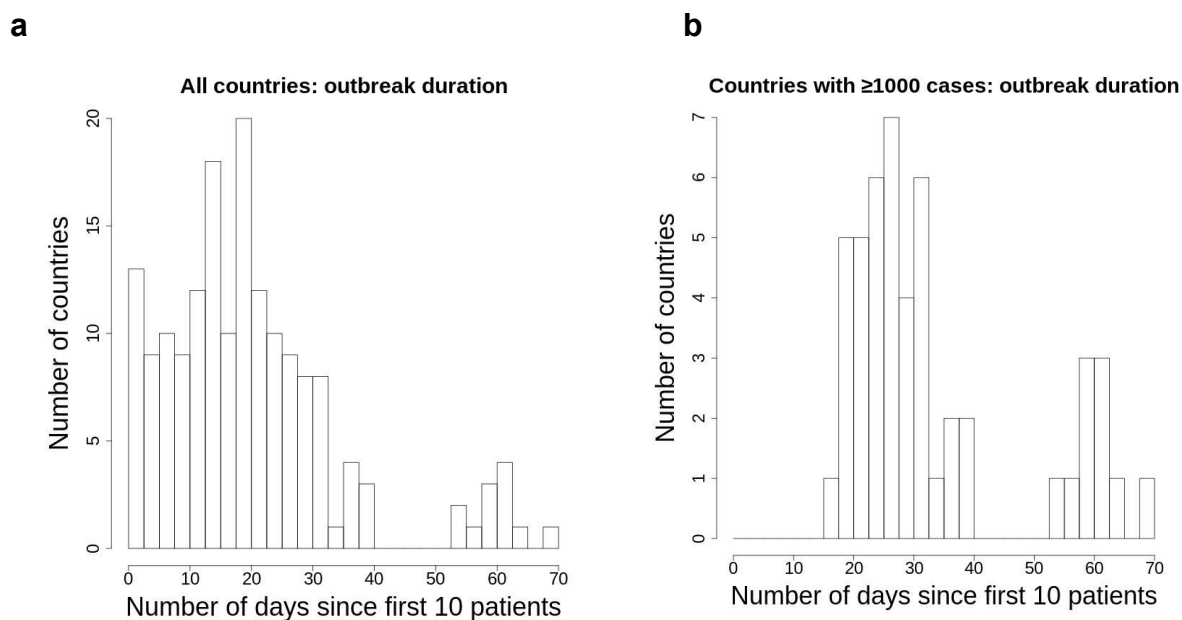 a
All countries: outbreak duration
Number of countries
20
15
10
5
0
0 10 20 30 40 50 60 70
Number of days since first 10 patients
b
Countries with ≥1000 cases: outbreak duration
Number of countries
7
6
5
4
3
2
1
0
0 10 20 30 40 50 60 70
Number of days since first 10 patients